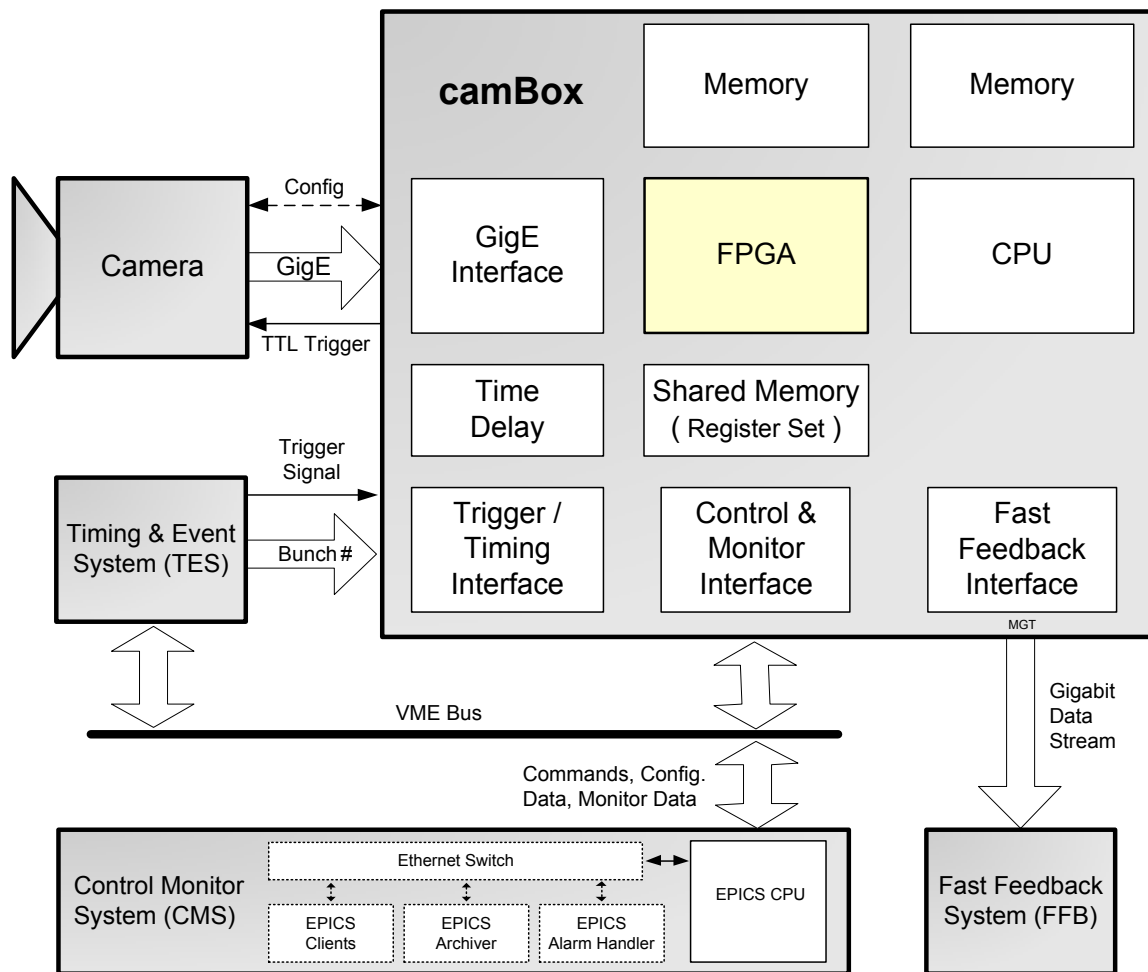 camBox
Memory
Memory
Config
Camera
GigE
TTL Trigger
GigE
Interface
FPGA
CPU
Time
Delay
Shared Memory
( Register Set )
Trigger
Signal
Timing & Event
System (TES)
Bunch #
Trigger /
Timing
Interface
Control &
Monitor
Interface
Fast
Feedback
Interface
MGT
VME Bus
Gigabit
Data
Stream
Commands, Config.
Data, Monitor Data
Control Monitor
System (CMS)
Ethernet Switch
EPICS
Clients
EPICS
Archiver
EPICS
Alarm Handler
EPICS CPU
Fast Feedback
System (FFB)